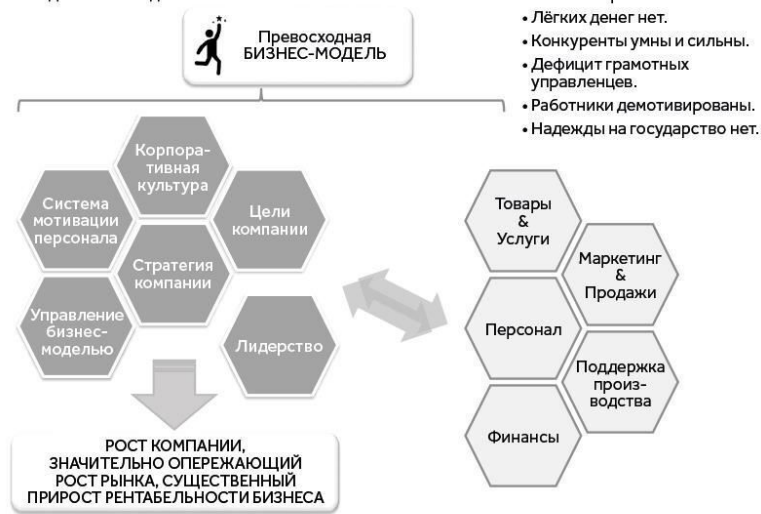 Превосходная
БИЗНЕС-МОДЕЛЬ
• Лёгких денег нет.
• Конкуренты умны и сильны.
• Дефицит грамотных
управленцев.
• Работники демотивированы.
• Надежды на государство нет.
Корпора-
тивная
культура
Система
мотивации
персонала
Цели
компании
Стратегия
компании
Управление
бизнес-
моделью
Лидерство
Товары
&
Услуги
Маркетинг
&
Продажи
Персонал
Поддержка
произ-
водства
Финансы
РОСТ КОМПАНИИ,
ЗНАЧИТЕЛЬНО ОПЕРЕЖАЮЩИЙ
РОСТ РЫНКА, СУЩЕСТВЕННЫЙ
ПРИРОСТ РЕНТАБЕЛЬНОСТИ БИЗНЕСА